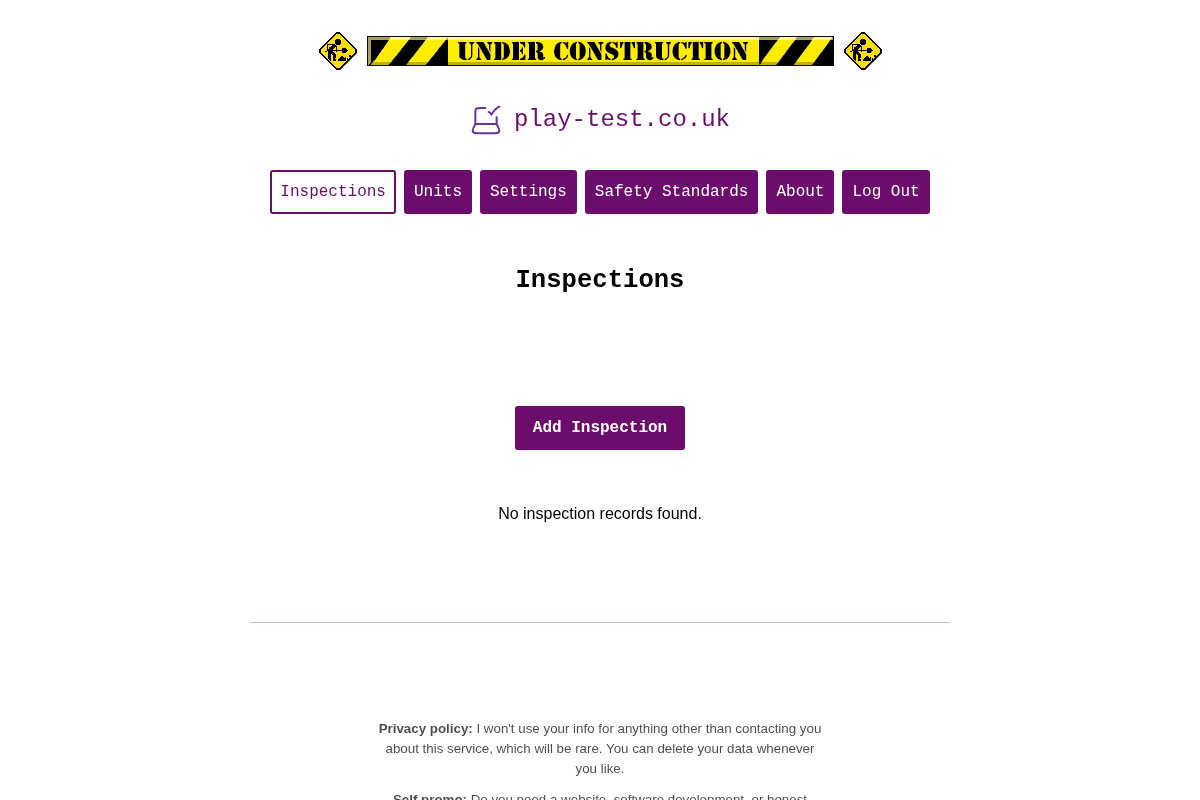 UNDER CONSTRUCTION
play-test.co.uk
Inspections Units Settings Safety Standards About Log Out
Inspections
Add Inspection
No inspection records found.
Privacy policy: I won't use your info for anything other than contacting you
about this service, which will be rare. You can delete your data whenever
you like.
Self promo: Do you need a website, software development, or honest